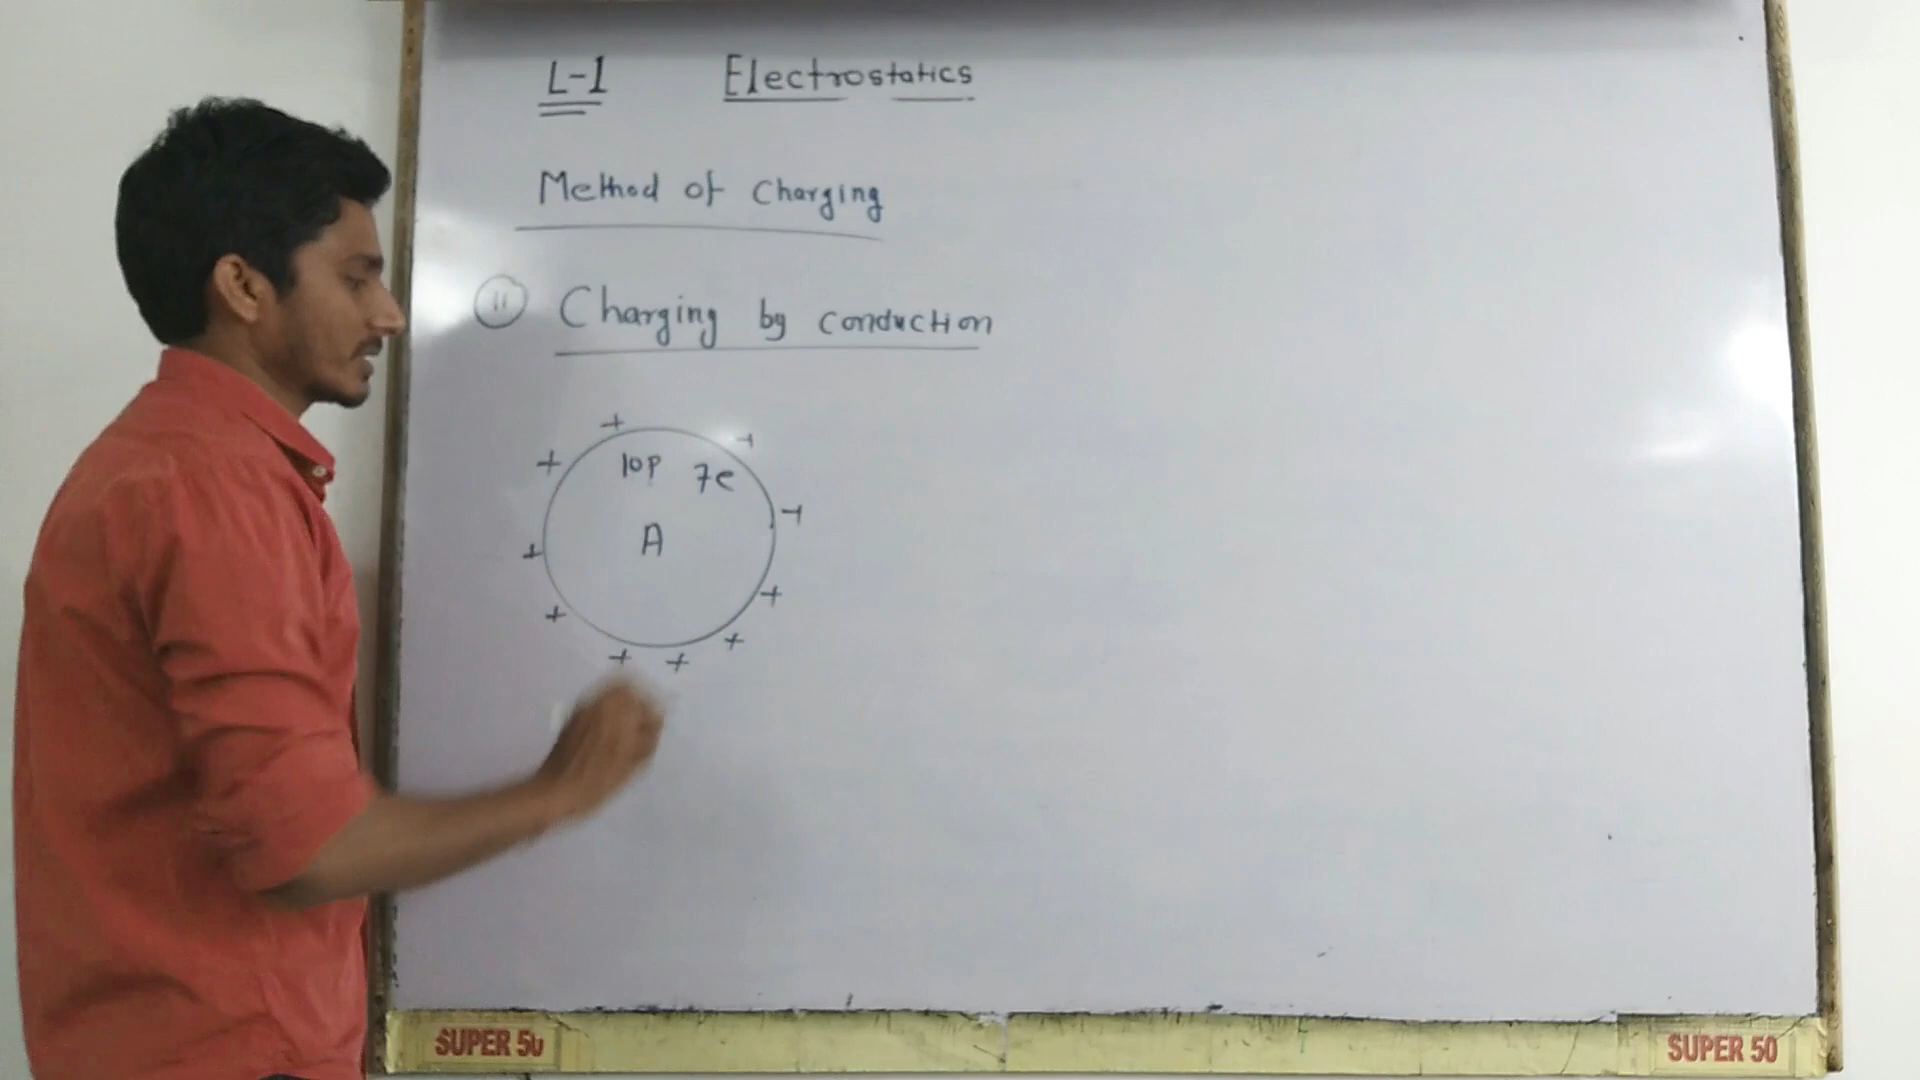 L-1 Electrostatics
Method of Charging
(ii) Charging by conduction
+ +
+ 10p 7e
+
+ A
+ +
+ +
+ +
SUPER 50 SUPER 50